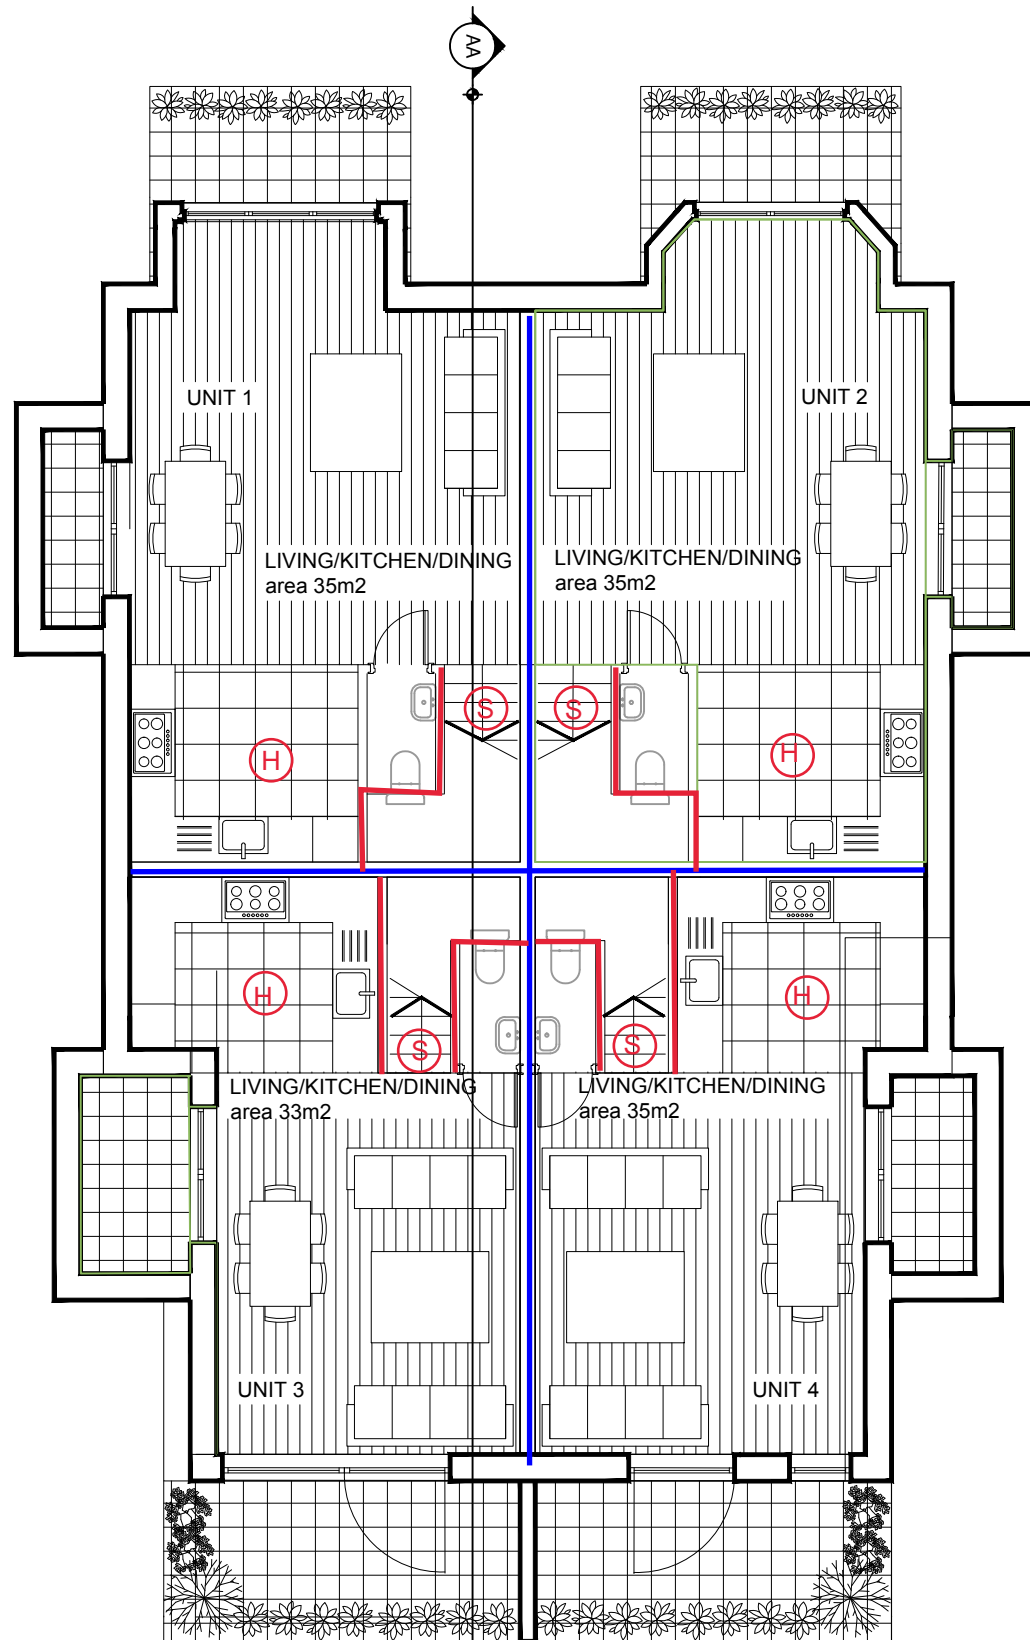 AA
UNIT 1
UNIT 2
LIVING/KITCHEN/DINING
area 35m2
LIVING/KITCHEN/DINING
area 35m2
S
S
H
H
H
H
S
S
LIVING/KITCHEN/DINING
area 33m2
LIVING/KITCHEN/DINING
area 35m2
UNIT 3
UNIT 4